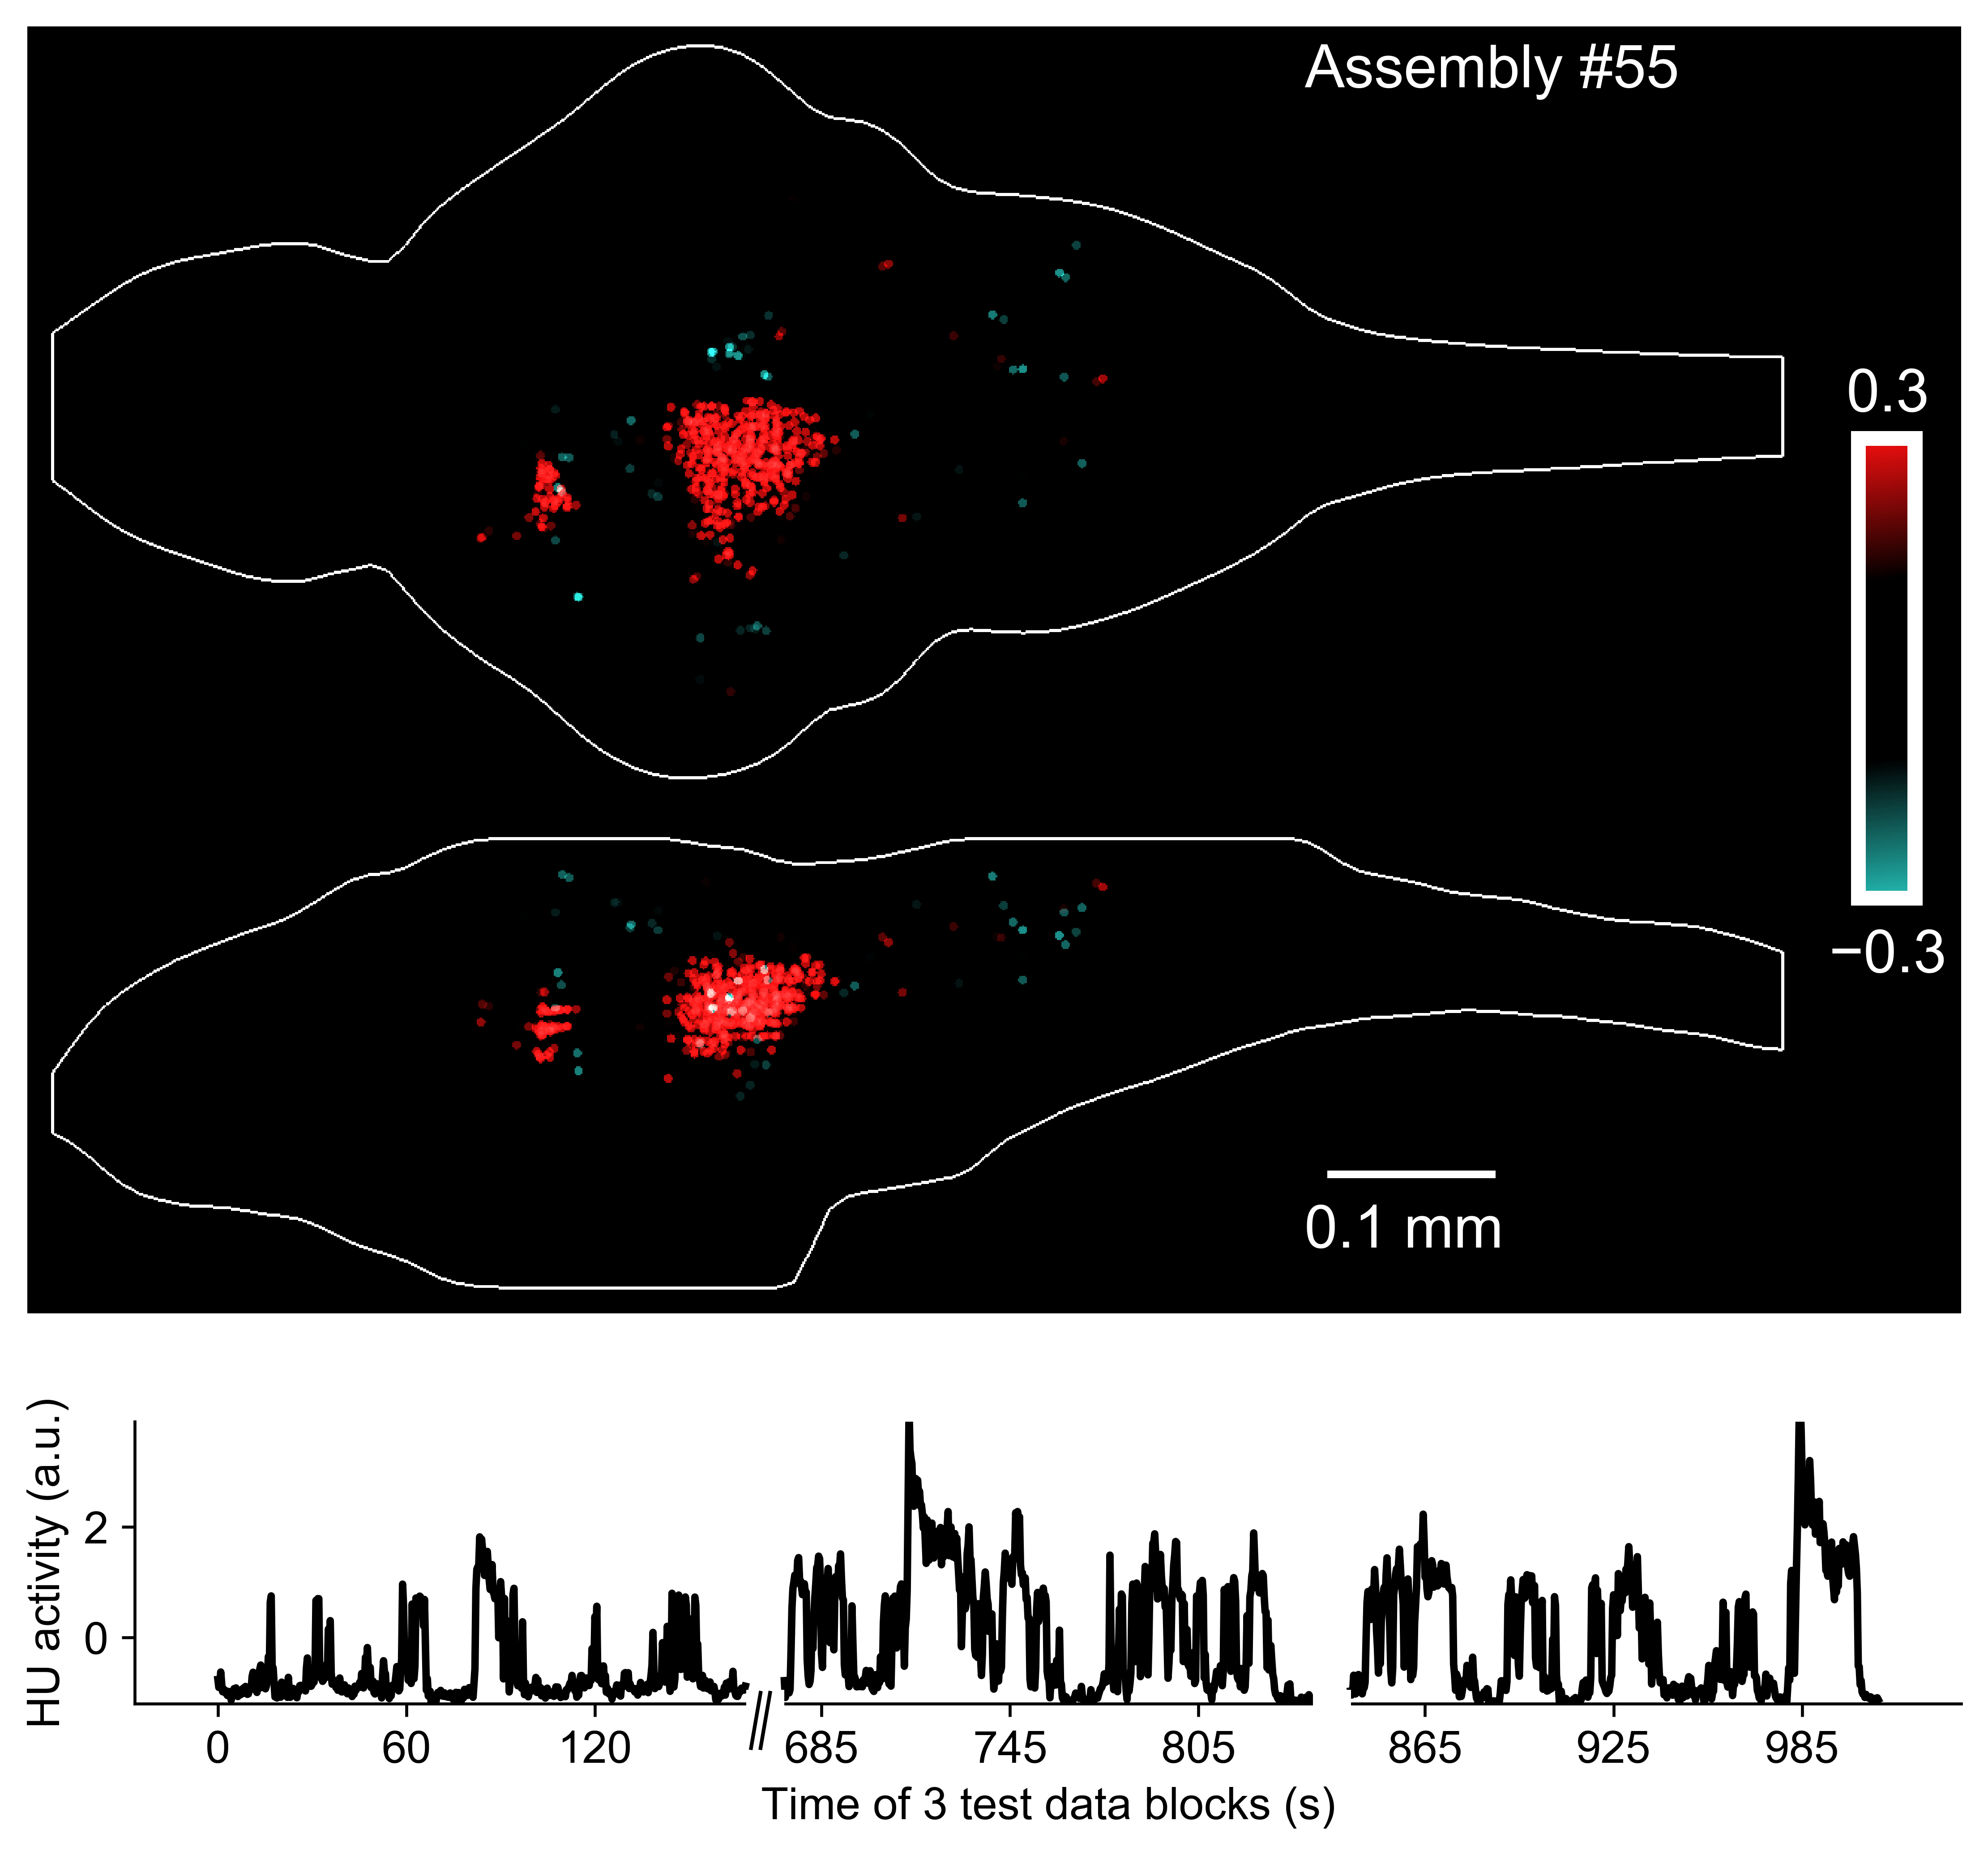 Assembly #55
0.3
−0.3
0.1 mm
HU activity (a.u.)
2
0
0 60 120 685 745 805 865 925 985
Time of 3 test data blocks (s)